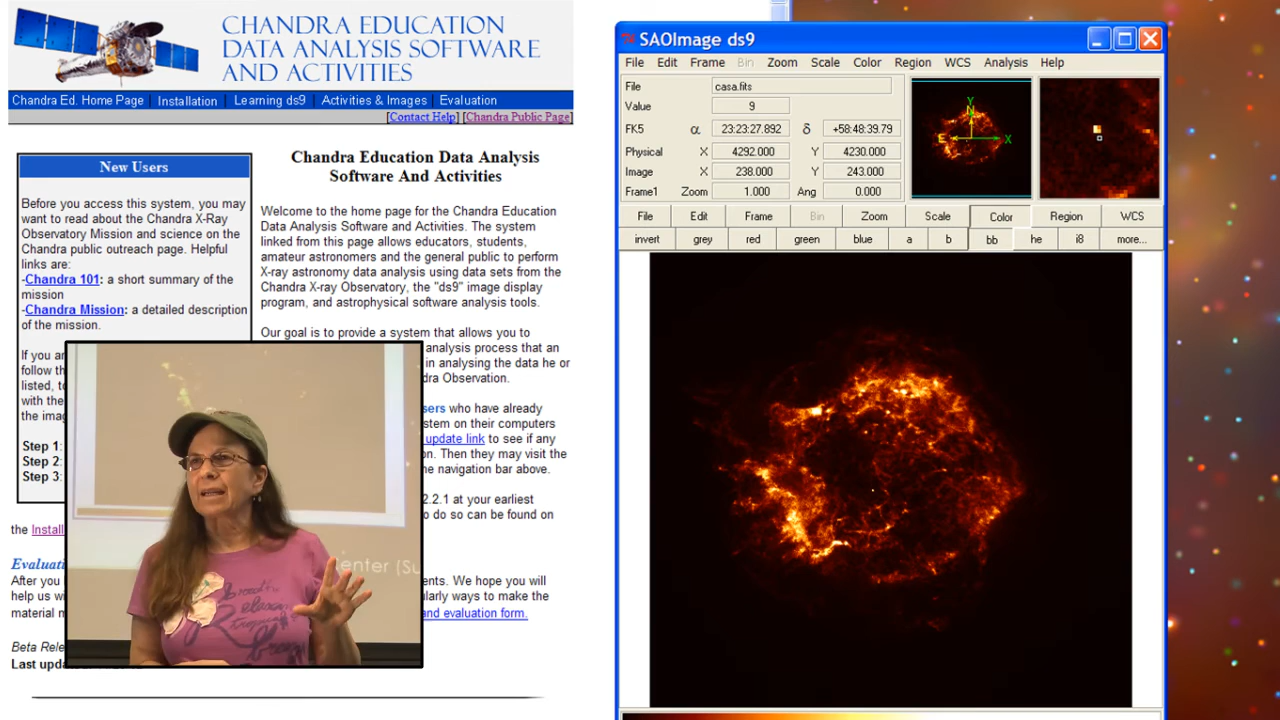 CHANDRA EDUCATION
DATA ANALYSIS SOFTWARE
AND ACTIVITIES
Chandra Ed. Home Page | Installation | Learning ds9 | Activities & Images | Evaluation
[Contact Help] [Chandra Public Page]
New Users
Before you access this system, you may
want to read about the Chandra X-Ray
Observatory Mission and science on the
Chandra public outreach page. Helpful
links are:
-Chandra 101: a short summary of the
mission
-Chandra Mission: a detailed description
of the mission.
If you
follow
listed,
with the
the
Step 1:
Step 2:
Step 3:
Chandra Education Data Analysis
Software And Activities
Welcome to the home page for the Chandra Education
Data Analysis Software and Activities. The system
linked from this page allows educators, students,
amateur astronomers and the general public to perform
X-ray astronomy data analysis using data sets from the
Chandra X-ray Observatory, the "ds9" image display
program, and astrophysical software analysis tools.
Our goal is to provide a system that allows you to
analysis process that an
in analysing the data he or
dra Observation.
sers who have already
stem on their computers
update link to see if any
n. Then they may visit the
he navigation bar above.
2.2.1 at your earliest
o do so can be found on
the Install
Evaluati
After you
help us wi
material
ents. We hope you will
ularly ways to make the
and evaluation form.
Beta Rele
Last upda
Center (Su
SAOImage ds9
File Edit Frame Bin Zoom Scale Color Region WCS Analysis Help
File casa.fits
Value 9
FK5 α 23:23:27.892 δ +58:48:39.79
Physical X 4292.000 Y 4230.000
Image X 238.000 Y 243.000
Frame1 Zoom 1.000 Ang 0.000
Y
N
E
X
File Edit Frame Bin Zoom Scale Color Region WCS
invert grey red green blue a b bb he i8 more...